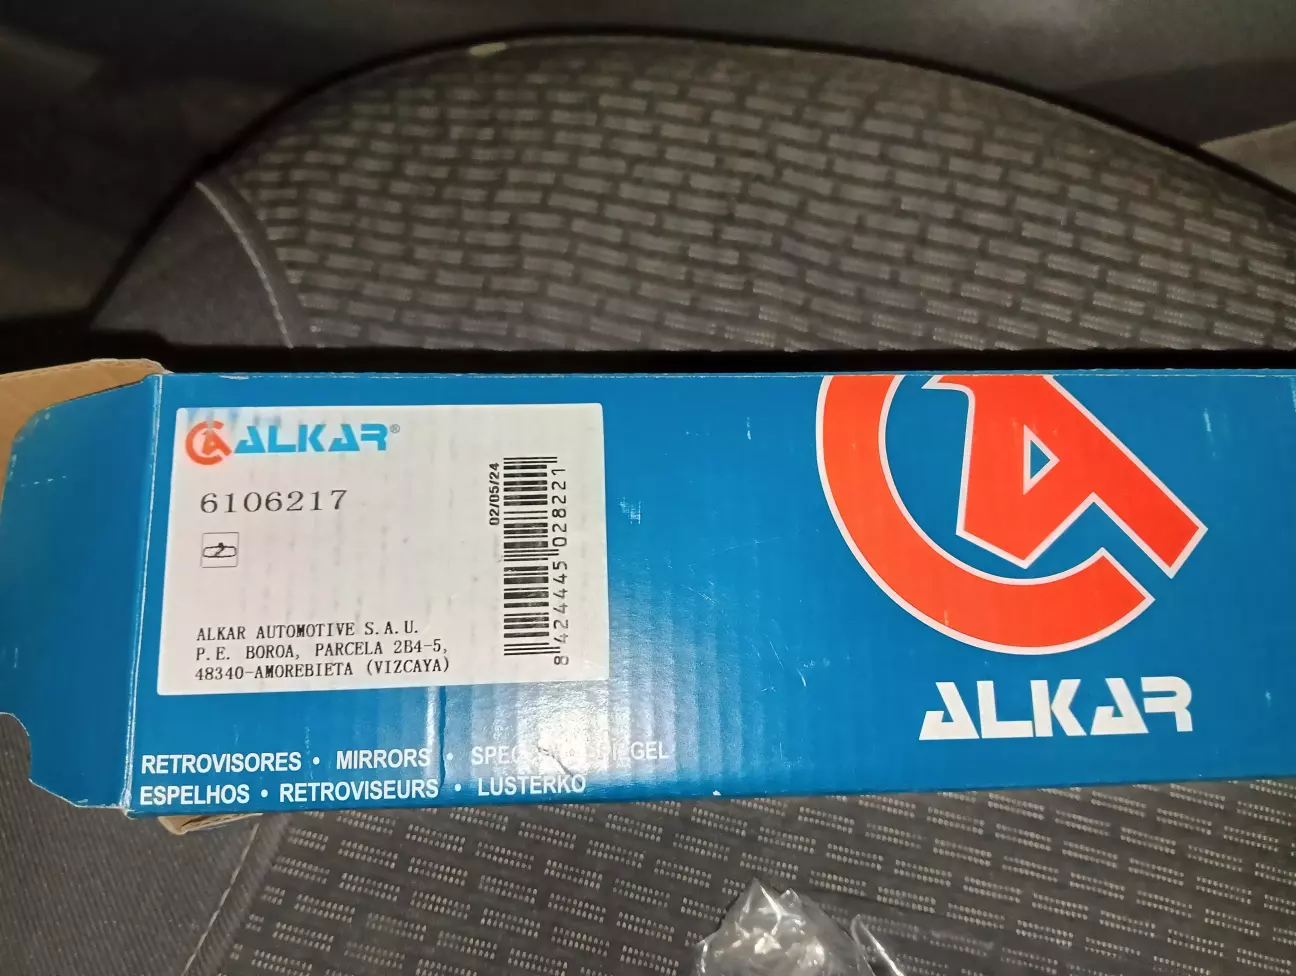 ALKAR®
6106217
02/05/24
8 424445 028221
ALKAR AUTOMOTIVE S.A.U.
P.E. BOROA, PARCELA 2B4-5,
48340-AMOREBIETA (VIZCAYA)
ALKAR
RETROVISORES • MIRRORS •
ESPELHOS • RETROVISEURS • LUSTERKO